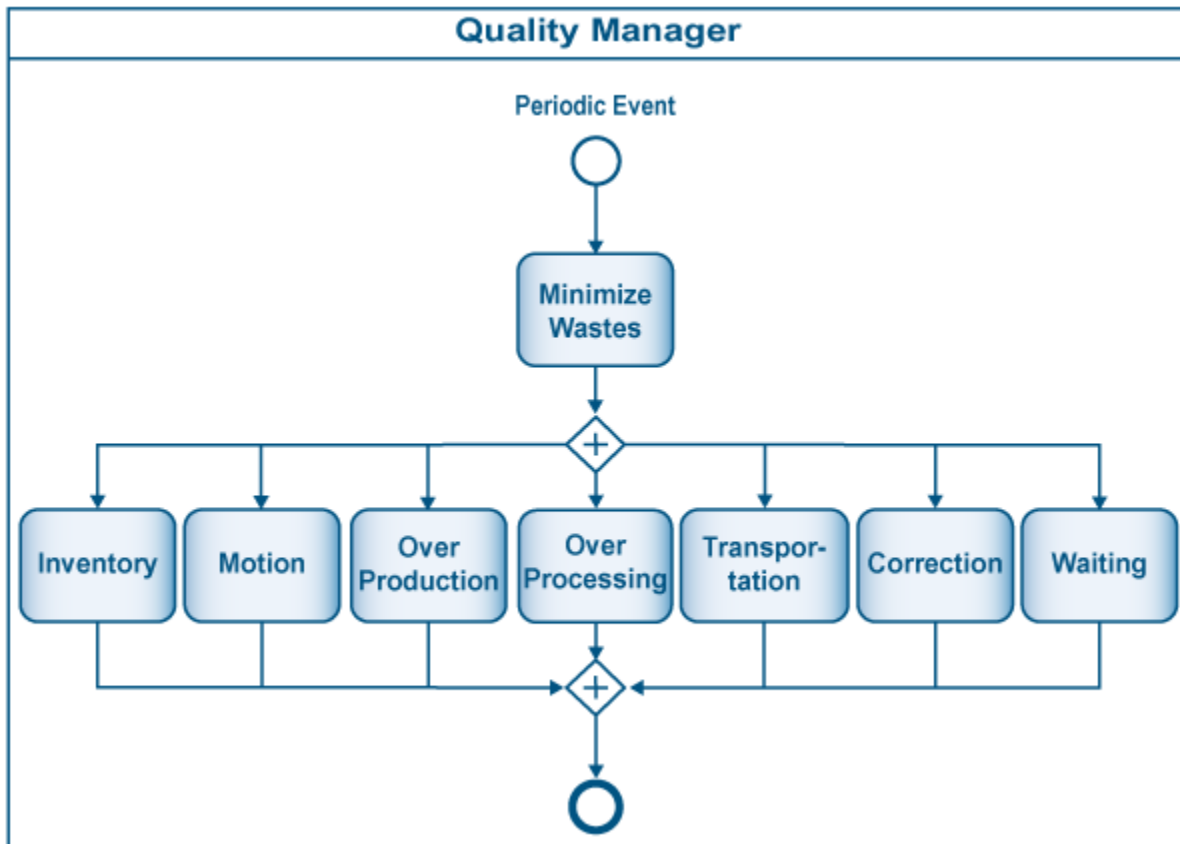 Quality Manager
Periodic Event
Minimize
Wastes
Inventory
Motion
Over
Production
Over
Processing
Transpor-
tation
Correction
Waiting